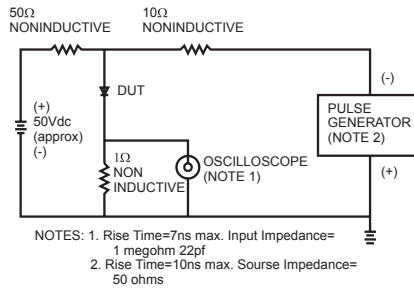 50Ω
NONINDUCTIVE
10Ω
NONINDUCTIVE
(+)
50Vdc
(approx)
(-)
DUT
1Ω
NON
INDUCTIVE
OSCILLOSCOPE
(NOTE 1)
(-)
PULSE
GENERATOR
(NOTE 2)
(+)
NOTES: 1. Rise Time=7ns max. Input Impedance=
1 megohm 22pf
2. Rise Time=10ns max. Sourse Impedance=
50 ohms